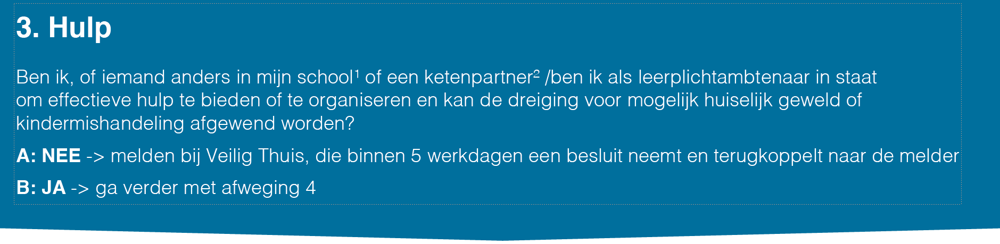 3. Hulp
Ben ik, of iemand anders in mijn school¹ of een ketenpartner² /ben ik als leerplichtambtenaar in staat
om effectieve hulp te bieden of te organiseren en kan de dreiging voor mogelijk huiselijk geweld of
kindermishandeling afgewend worden?
A: NEE -> melden bij Veilig Thuis, die binnen 5 werkdagen een besluit neemt en terugkoppelt naar de melder
B: JA -> ga verder met afweging 4